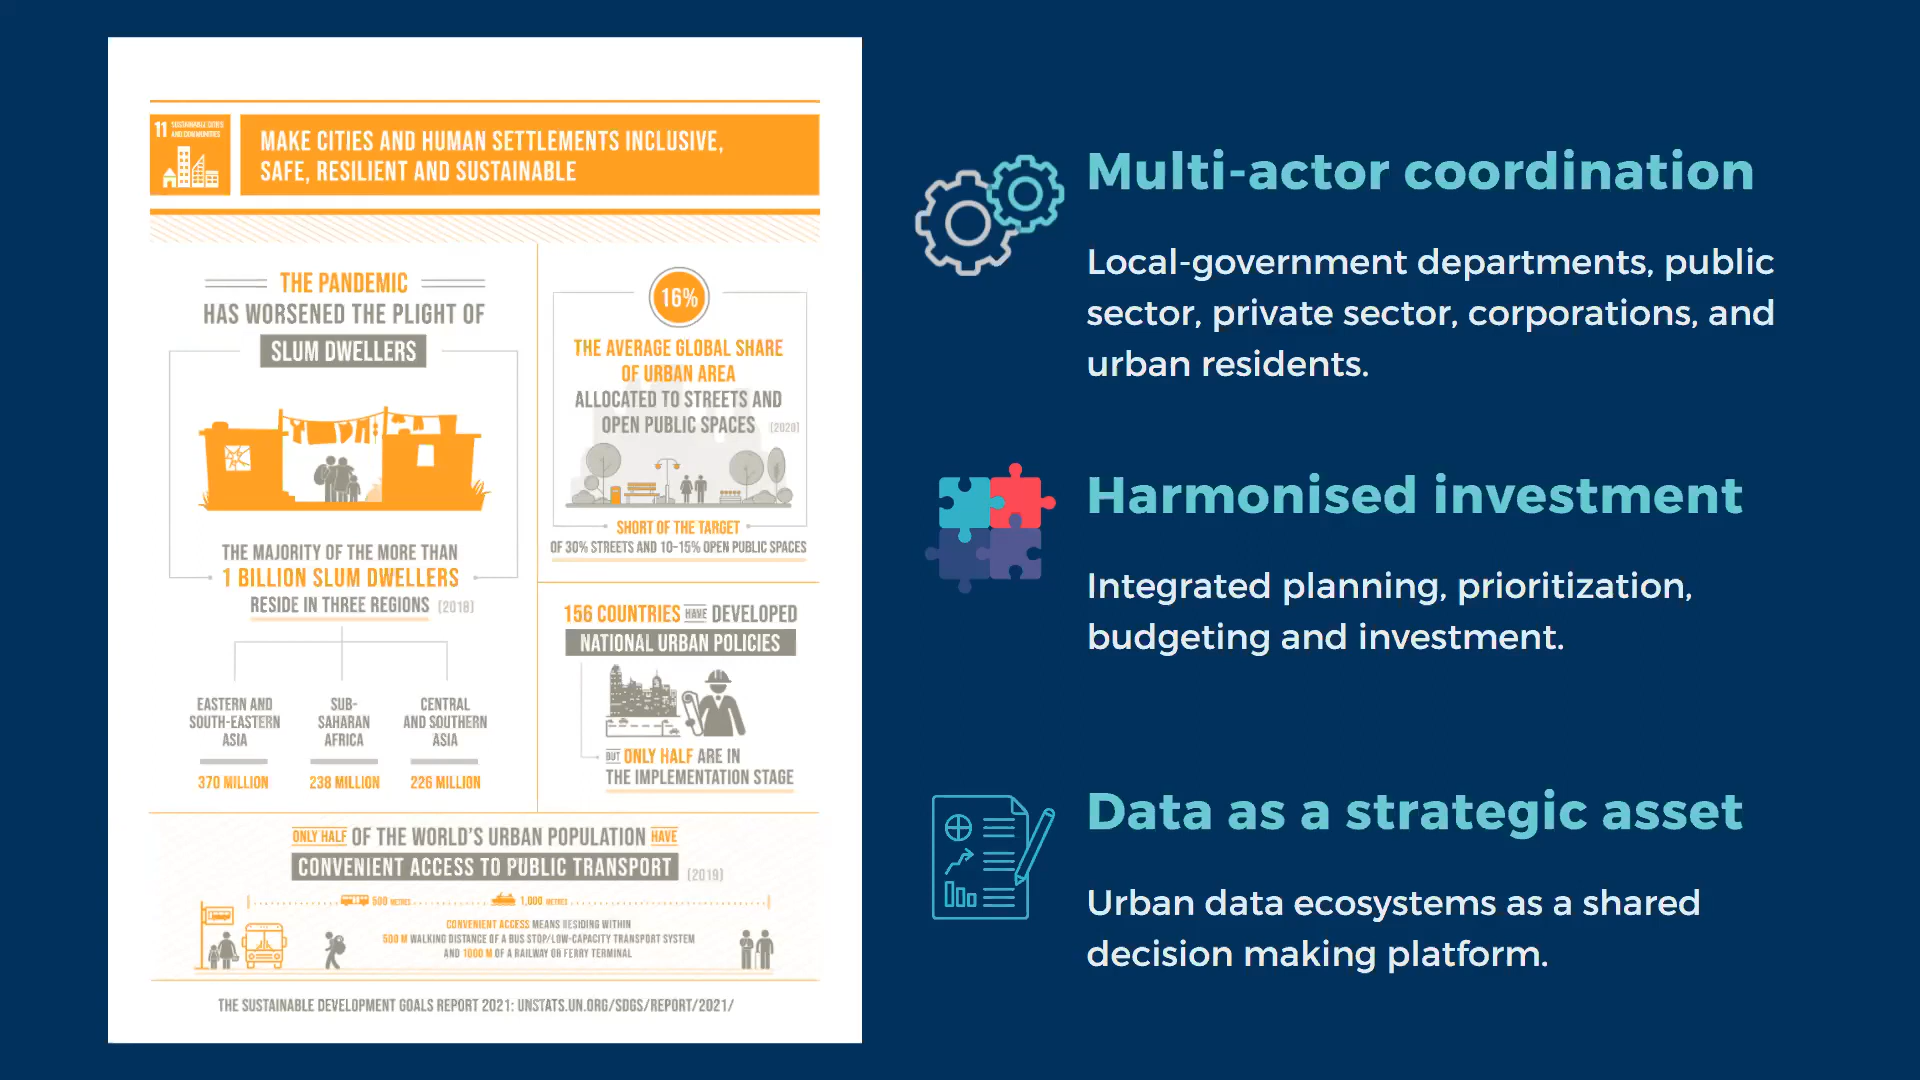 11 SUSTAINABLE CITIES
AND COMMUNITIES
MAKE CITIES AND HUMAN SETTLEMENTS INCLUSIVE,
SAFE, RESILIENT AND SUSTAINABLE
THE PANDEMIC
HAS WORSENED THE PLIGHT OF
SLUM DWELLERS
THE MAJORITY OF THE MORE THAN
1 BILLION SLUM DWELLERS
RESIDE IN THREE REGIONS (2018)
EASTERN AND
SOUTH-EASTERN
ASIA
370 MILLION
SUB-
SAHARAN
AFRICA
238 MILLION
CENTRAL
AND SOUTHERN
ASIA
226 MILLION
16%
THE AVERAGE GLOBAL SHARE
OF URBAN AREA
ALLOCATED TO STREETS AND
OPEN PUBLIC SPACES (2020)
SHORT OF THE TARGET
OF 30% STREETS AND 10-15% OPEN PUBLIC SPACES
156 COUNTRIES HAVE DEVELOPED
NATIONAL URBAN POLICIES
BUT ONLY HALF ARE IN
THE IMPLEMENTATION STAGE
ONLY HALF OF THE WORLD'S URBAN POPULATION HAVE
CONVENIENT ACCESS TO PUBLIC TRANSPORT (2019)
500 METRES 1,000 METRES
CONVENIENT ACCESS MEANS RESIDING WITHIN
500 M WALKING DISTANCE OF A BUS STOP/LOW-CAPACITY TRANSPORT SYSTEM
AND 1000 M OF A RAILWAY OR FERRY TERMINAL
THE SUSTAINABLE DEVELOPMENT GOALS REPORT 2021: UNSTATS.UN.ORG/SDGS/REPORT/2021/
Multi-actor coordination
Local-government departments, public
sector, private sector, corporations, and
urban residents.
Harmonised investment
Integrated planning, prioritization,
budgeting and investment.
Data as a strategic asset
Urban data ecosystems as a shared
decision making platform.